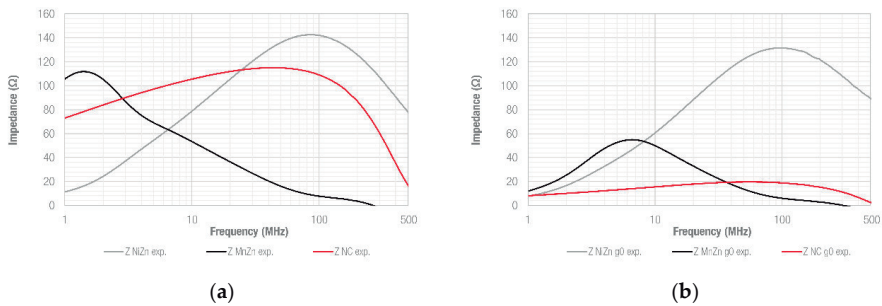 160
140
120
100
80
60
40
20
0
Impedance (Ω)
1
10
100
500
Frequency (MHz)
Z NiZn exp.
Z MnZn exp.
Z NC exp.
(a)
160
140
120
100
80
60
40
20
0
Impedance (Ω)
1
10
100
500
Frequency (MHz)
Z NiZn g0 exp.
Z MnZn g0 exp.
Z NC g0 exp.
(b)